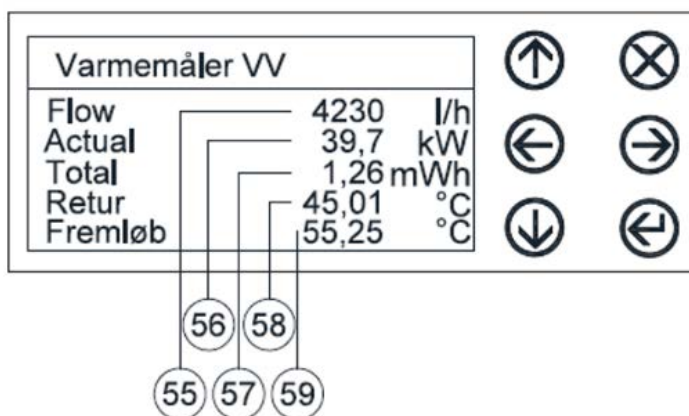 Varmemåler VV
Flow 4230 l/h
Actual 39,7 kW
Total 1,26 mWh
Retur 45,01 °C
Fremløb 55,25 °C
56 58
55 57 59